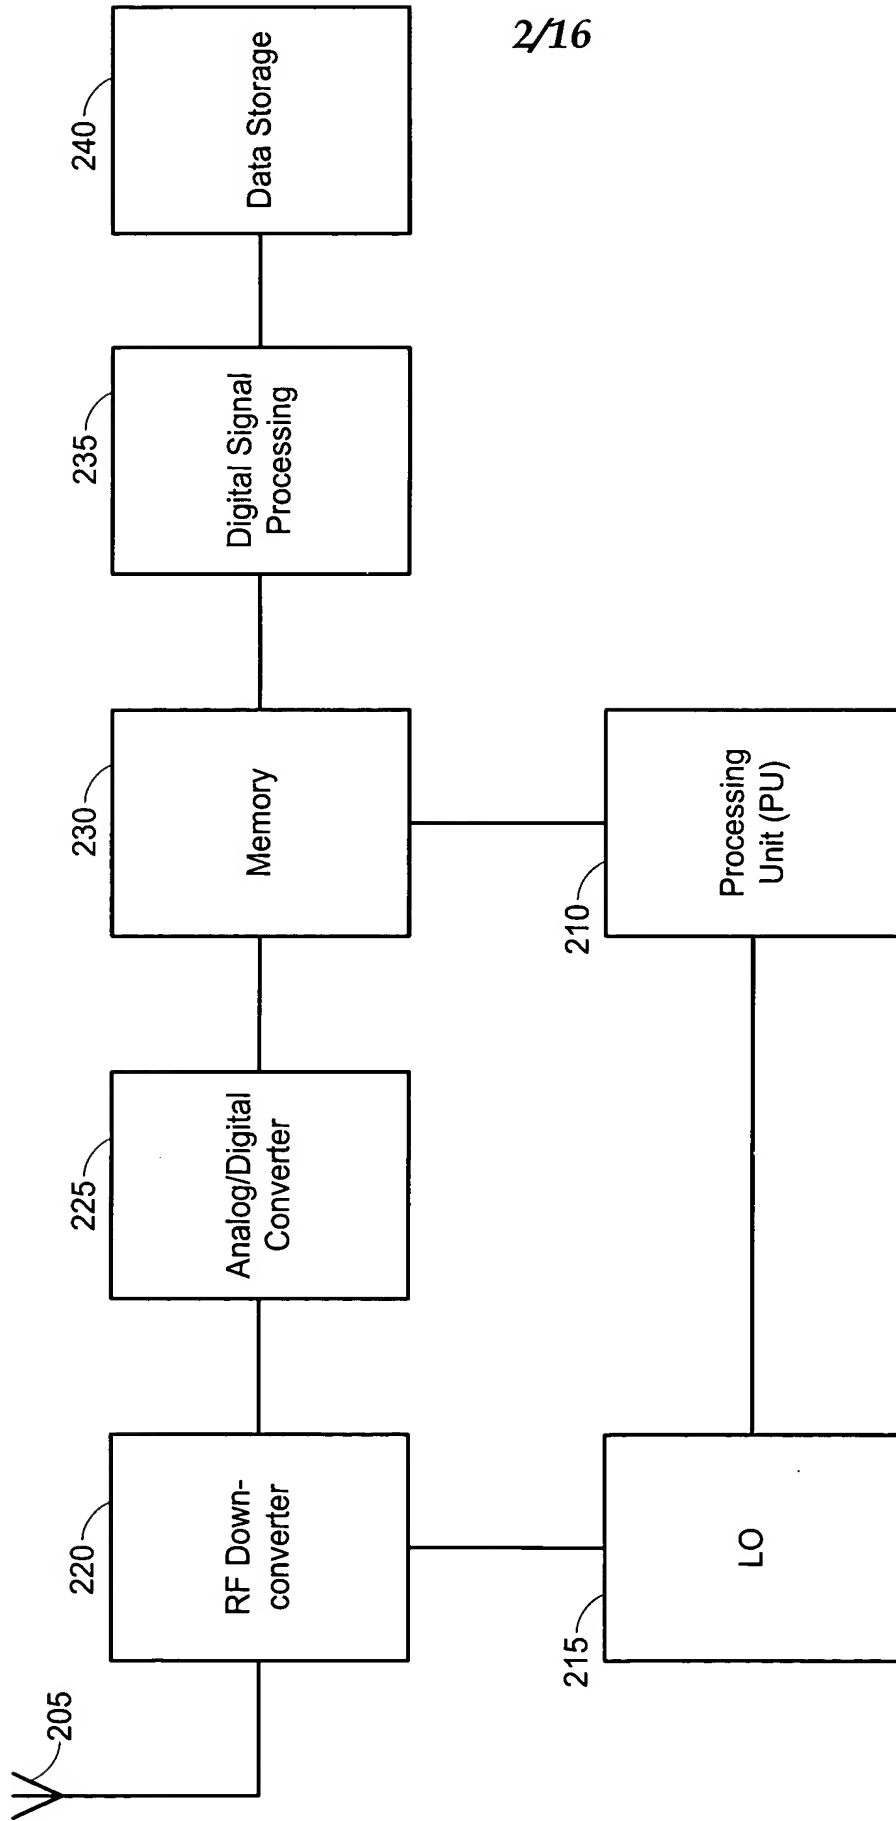 2/16
205
220
RF Down-
converter
225
Analog/Digital
Converter
230
Memory
235
Digital Signal
Processing
240
Data Storage
215
LO
210
Processing
Unit (PU)